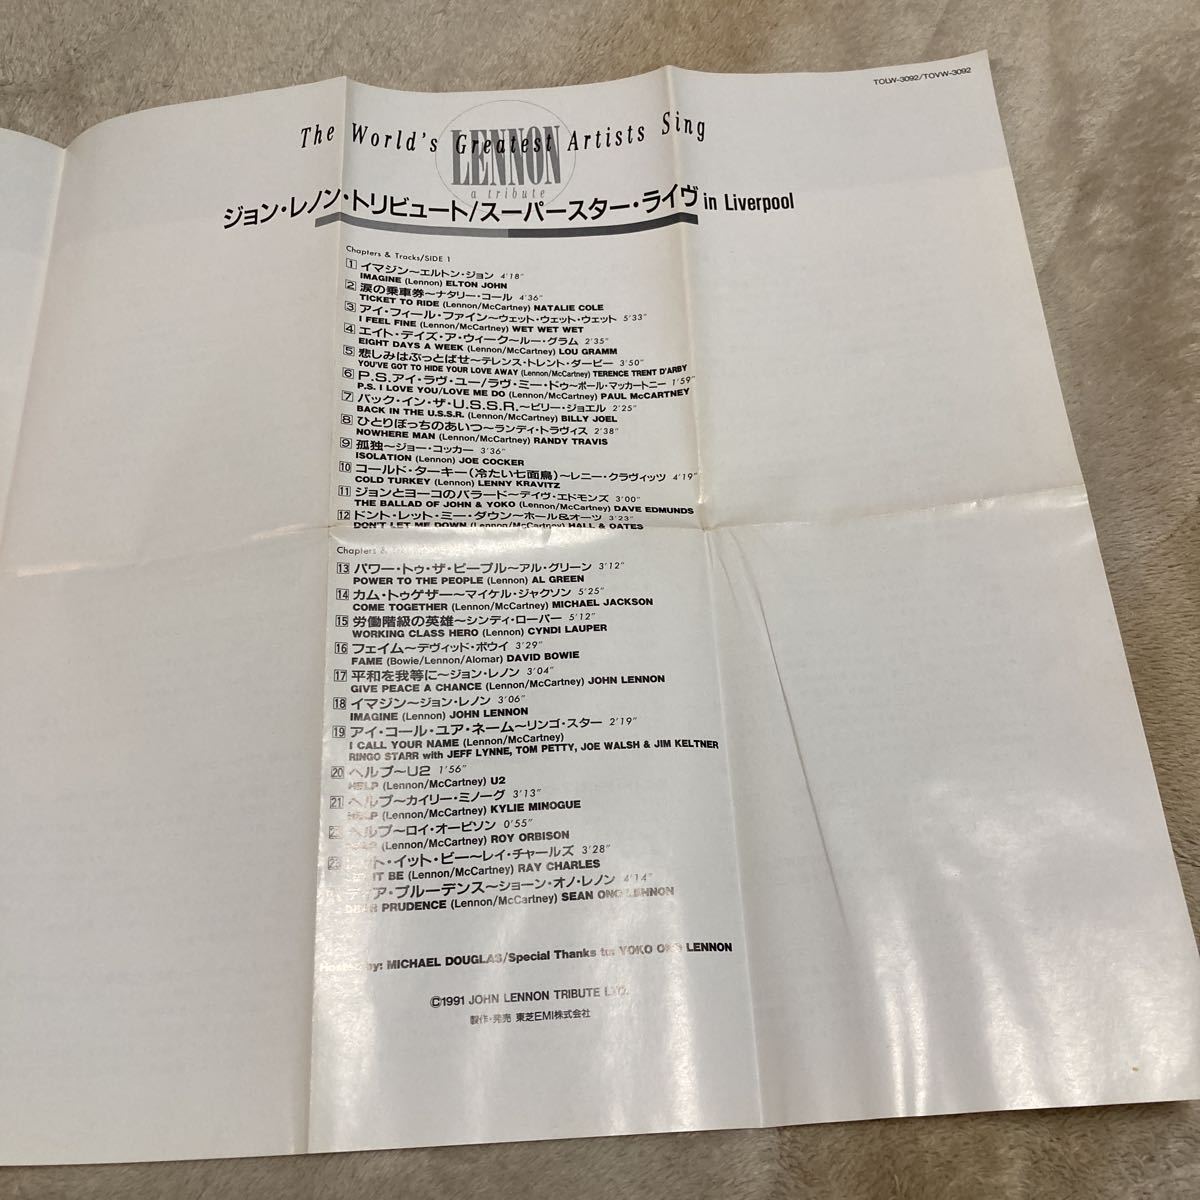 TOLW-3092/TOVW-3092
The World's Greatest Artists Sing
LENNON
a tribute
ジョン・レノン・トリビュート/スーパースター・ライヴ in Liverpool
Chapters & Tracks/SIDE 1
1 イマジン〜エルトン・ジョン 4'18"
IMAGINE (Lennon) ELTON JOHN
2 涙の乗車券〜ナタリー・コール 4'36"
TICKET TO RIDE (Lennon/McCartney) NATALIE COLE
3 アイ・フィール・ファイン〜ウェット・ウェット・ウェット 5'33"
I FEEL FINE (Lennon/McCartney) WET WET WET
4 エイト・デイズ・ア・ウィーク〜ルー・グラム 2'35"
EIGHT DAYS A WEEK (Lennon/McCartney) LOU GRAMM
5 悲しみはぶっとばせ〜テレンス・トレント・ダービー 3'50"
YOU'VE GOT TO HIDE YOUR LOVE AWAY (Lennon/McCartney) TERENCE TRENT D'ARBY
6 P.S.アイ・ラヴ・ユー/ラヴ・ミー・ドゥ〜ポール・マッカートニー 1'59"
P.S. I LOVE YOU/LOVE ME DO (Lennon/McCartney) PAUL McCARTNEY
7 バック・イン・ザ・U.S.S.R.〜ビリー・ジョエル 2'25"
BACK IN THE U.S.S.R. (Lennon/McCartney) BILLY JOEL
8 ひとりぼっちのあいつ〜ランディ・トラヴィス 2'38"
NOWHERE MAN (Lennon/McCartney) RANDY TRAVIS
9 孤独〜ジョー・コッカー 3'36"
ISOLATION (Lennon) JOE COCKER
10 コールド・ターキー(冷たい七面鳥)〜レニー・クラヴィッツ 4'19"
COLD TURKEY (Lennon) LENNY KRAVITZ
11 ジョンとヨーコのバラード〜デイヴ・エドモンズ 3'00"
THE BALLAD OF JOHN & YOKO (Lennon/McCartney) DAVE EDMUNDS
12 ドント・レット・ミー・ダウン〜ホール&オーツ 3'23"
DON'T LET ME DOWN (Lennon/McCartney) HALL & OATES
Chapters &
13 パワー・トゥ・ザ・ピープル〜アル・グリーン 3'12"
POWER TO THE PEOPLE (Lennon) AL GREEN
14 カム・トゥゲザー〜マイケル・ジャクソン 5'25"
COME TOGETHER (Lennon/McCartney) MICHAEL JACKSON
15 労働階級の英雄〜シンディ・ローパー 5'12"
WORKING CLASS HERO (Lennon) CYNDI LAUPER
16 フェイム〜デヴィッド・ボウイ 3'29"
FAME (Bowie/Lennon/Alomar) DAVID BOWIE
17 平和を我等に〜ジョン・レノン 3'04"
GIVE PEACE A CHANCE (Lennon/McCartney) JOHN LENNON
18 イマジン〜ジョン・レノン 3'06"
IMAGINE (Lennon) JOHN LENNON
19 アイ・コール・ユア・ネーム〜リンゴ・スター 2'19"
I CALL YOUR NAME (Lennon/McCartney)
RINGO STARR with JEFF LYNNE, TOM PETTY, JOE WALSH & JIM KELTNER
20 ヘルプ〜U2 1'56"
HELP (Lennon/McCartney) U2
21 ヘルプ〜カイリー・ミノーグ 3'13"
HELP (Lennon/McCartney) KYLIE MINOGUE
22 ヘルプ〜ロイ・オービソン 0'55"
HELP (Lennon/McCartney) ROY ORBISON
23 レット・イット・ビー〜レイ・チャールズ 3'28"
LET IT BE (Lennon/McCartney) RAY CHARLES
ディア・プルーデンス〜ショーン・オノ・レノン 4'14"
DEAR PRUDENCE (Lennon/McCartney) SEAN ONO LENNON
Hosted by: MICHAEL DOUGLAS/Special Thanks to: YOKO ONO LENNON
©1991 JOHN LENNON TRIBUTE LTD.
製作・発売 東芝EMI株式会社